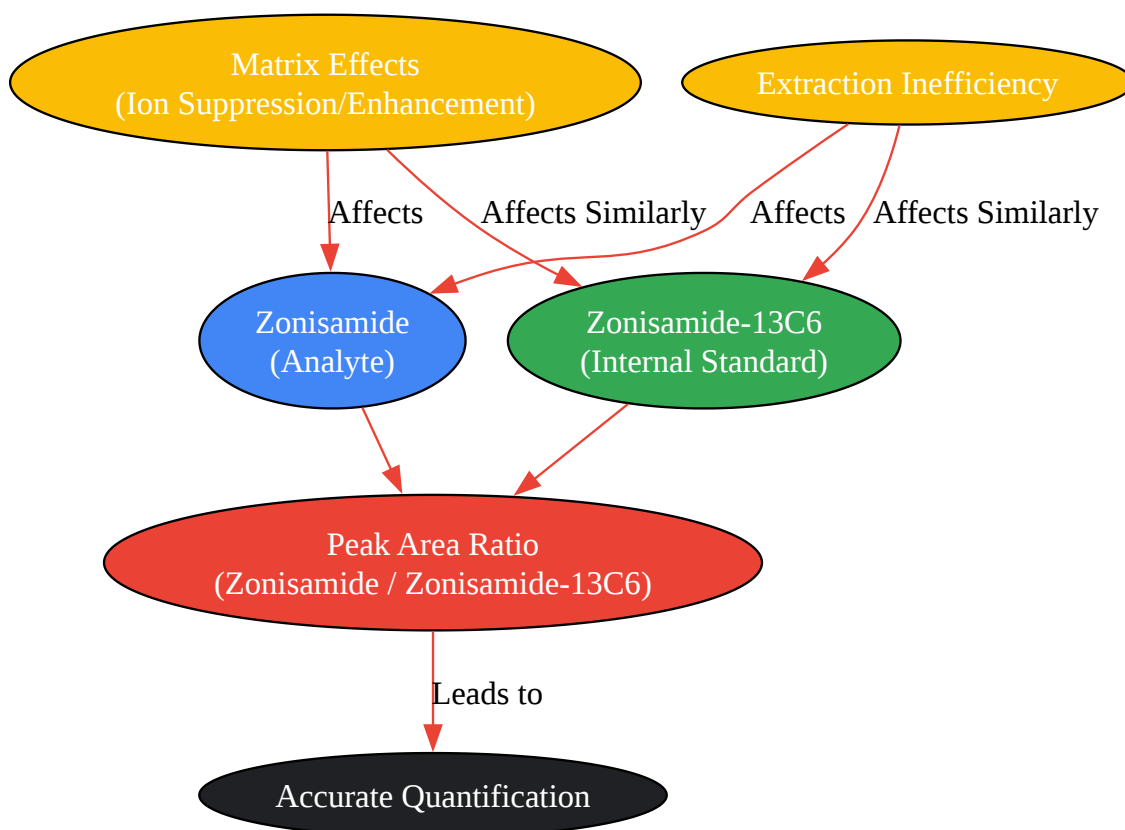 Matrix Effects
(Ion Suppression/Enhancement)
Extraction Inefficiency
Affects
Affects Similarly
Affects
Affects Similarly
Zonisamide
(Analyte)
Zonisamide-13C6
(Internal Standard)
Peak Area Ratio
(Zonisamide / Zonisamide-13C6)
Leads to
Accurate Quantification